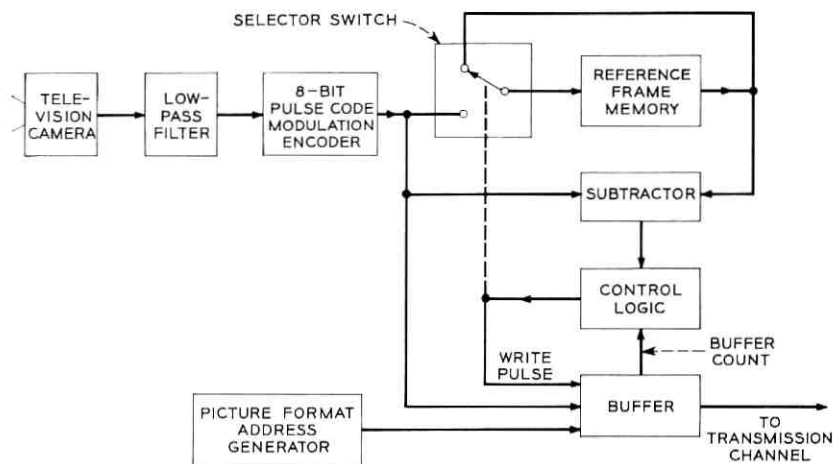 SELECTOR SWITCH
TELE-
VISION
CAMERA
LOW-
PASS
FILTER
8-BIT
PULSE CODE
MODULATION
ENCODER
REFERENCE
FRAME
MEMORY
SUBTRACTOR
CONTROL
LOGIC
BUFFER
COUNT
WRITE
PULSE
BUFFER
PICTURE FORMAT
ADDRESS
GENERATOR
TO
TRANSMISSION
CHANNEL